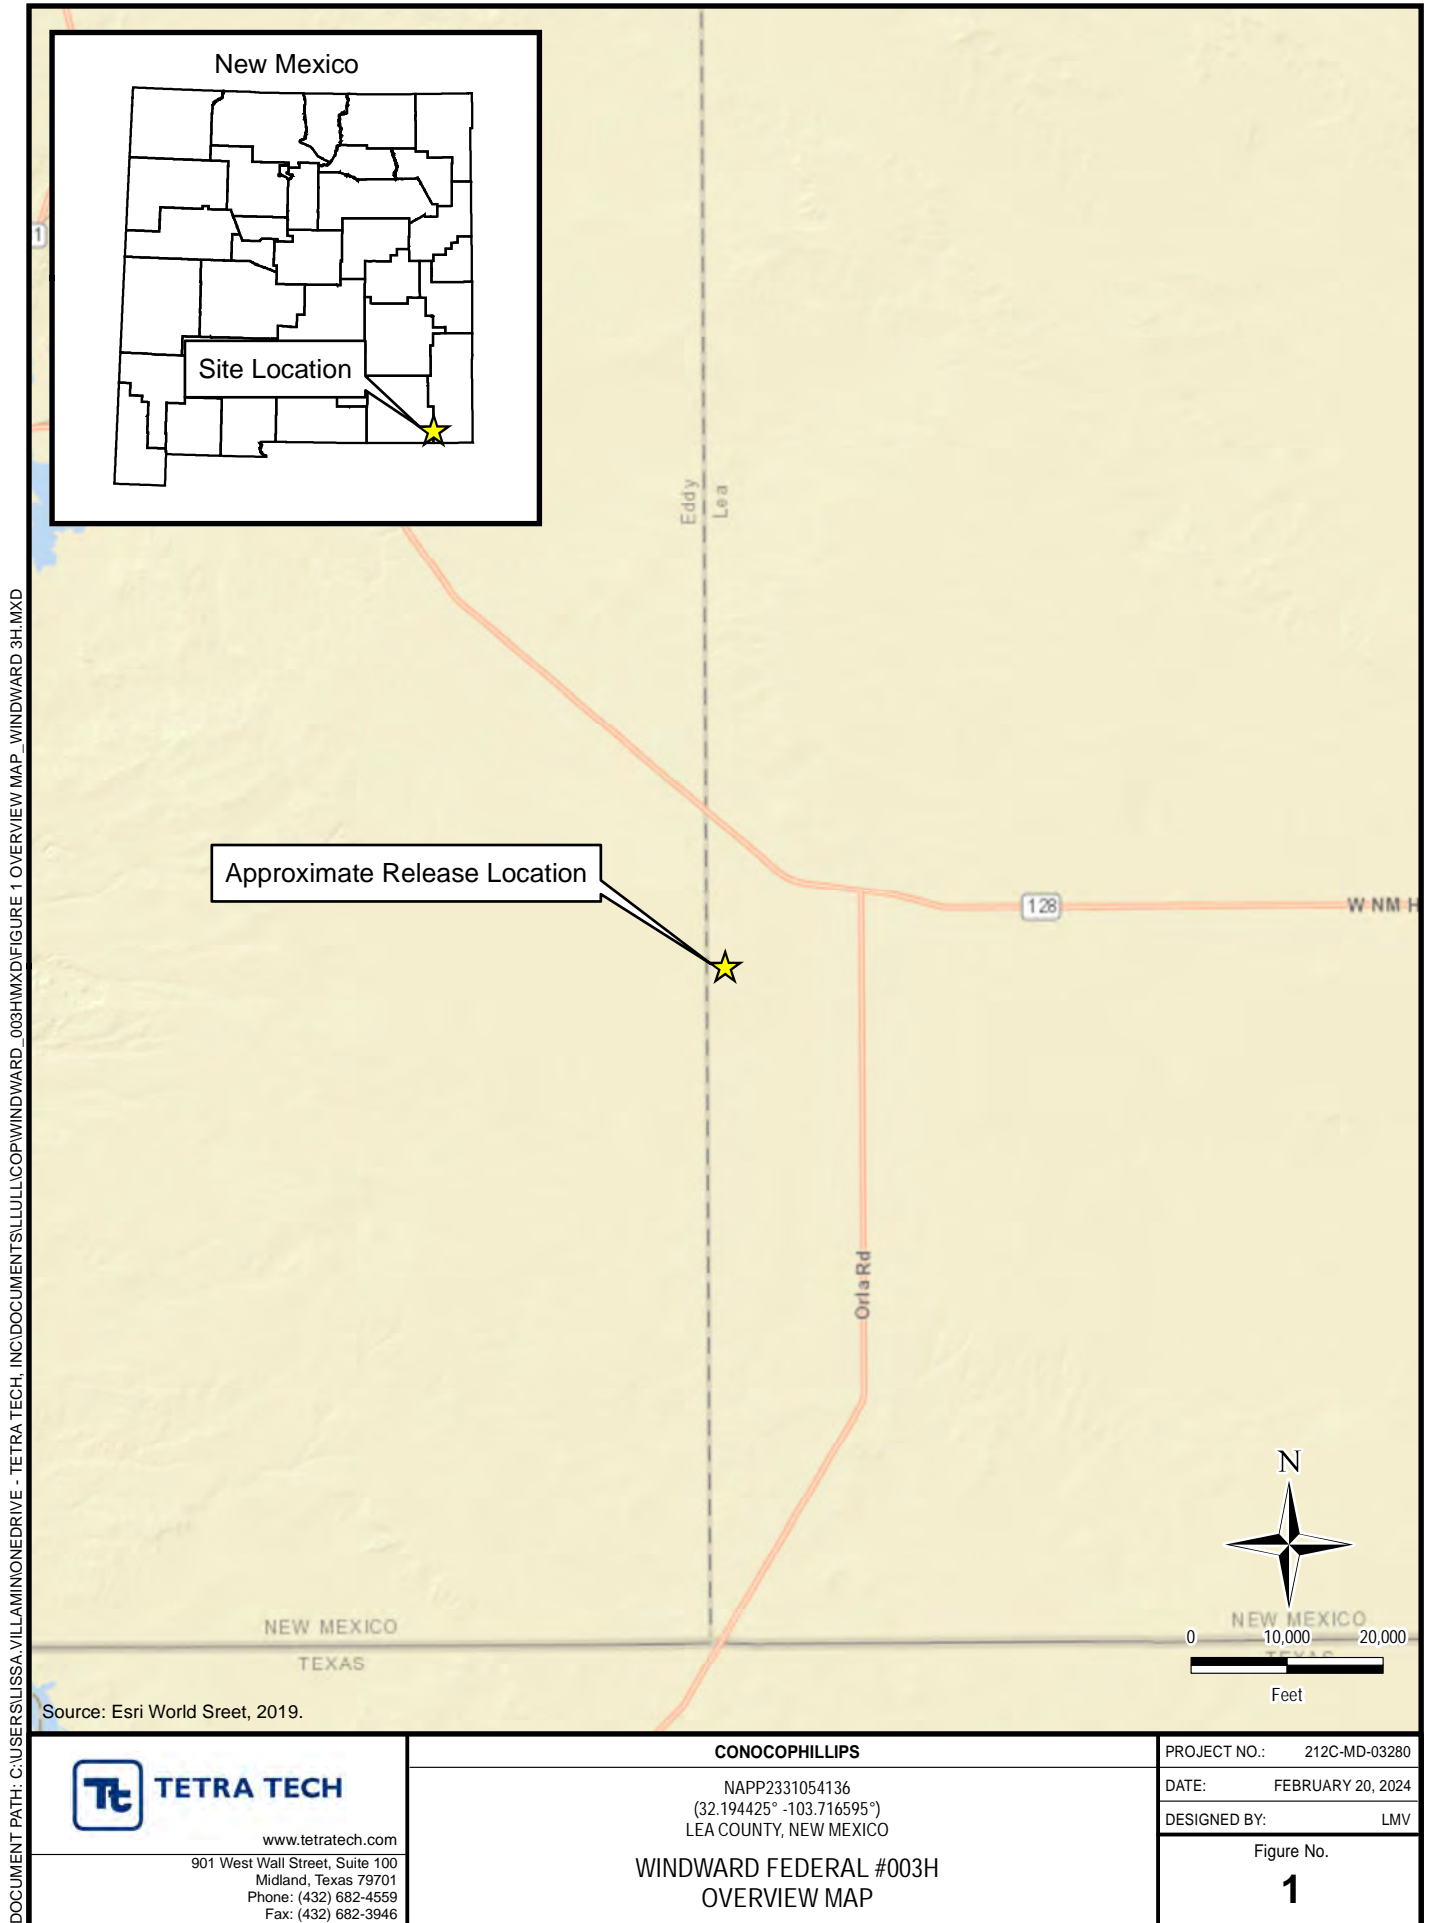 New Mexico
Site Location
1
Eddy
Lea
Approximate Release Location
128
W NM H
Orla Rd
N
NEW MEXICO
TEXAS
NEW MEXICO
TEXAS
0 10,000 20,000
Feet
Source: Esri World Sreet, 2019.
DOCUMENT PATH: C:\USERS\LISSA.VILLAMIN\ONEDRIVE - TETRA TECH, INC\DOCUMENTS\LLULL\COP\WINDWARD_003H\MXD\FIGURE 1 OVERVIEW MAP_WINDWARD 3H.MXD
Tt TETRA TECH
www.tetratech.com
901 West Wall Street, Suite 100
Midland, Texas 79701
Phone: (432) 682-4559
Fax: (432) 682-3946
CONOCOPHILLIPS
NAPP2331054136
(32.194425° -103.716595°)
LEA COUNTY, NEW MEXICO
WINDWARD FEDERAL #003H
OVERVIEW MAP
PROJECT NO.: 212C-MD-03280
DATE: FEBRUARY 20, 2024
DESIGNED BY: LMV
Figure No.
1